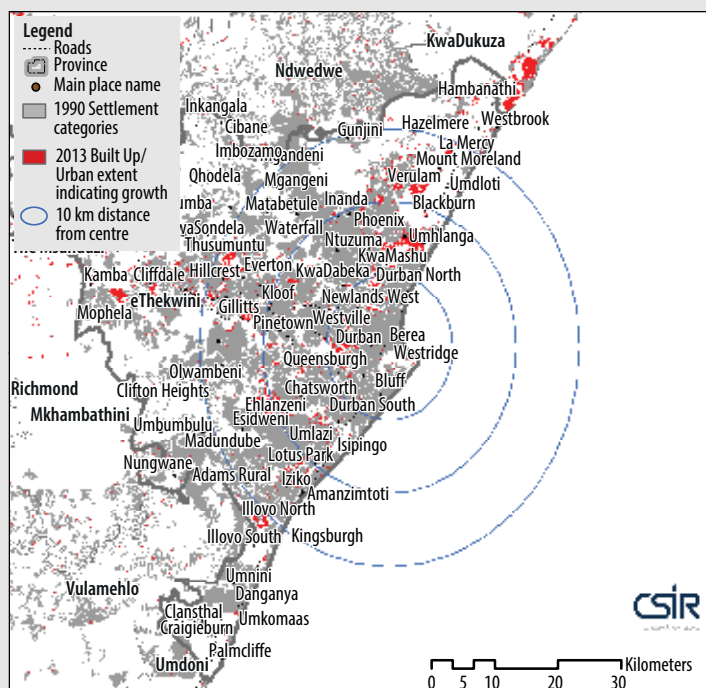 Legend
Roads
Province
Main place name
1990 Settlement
categories
2013 Built Up/
Urban extent
indicating growth
10 km distance
from centre
KwaDukuza
Ndwedwe
Hambanathi
Inkangala
Westbrook
Cibane
Hazelmere
Gunjini
Imbozamo
La Mercy
Mount Moreland
Qhodela
Mgangeni
Verulam
Umdloti
Inanda
Matabetule
Blackburn
Phoenix
Waterfall
Ntuzuma
Umhlanga
Thusumuntu
KwaMashu
Everton
KwaDabeka
Durban North
Kamba
Cliffdale
Hillcrest
Kloof
Newlands West
eThekwini
Gillitts
Mophela
Pinetown
Westville
Durban
Berea
Westridge
Queensburgh
Olwambeni
Bluff
Richmond
Clifton Heights
Chatsworth
Ehlanzeni
Durban South
Mkhambathini
Esidweni
Umbumbulu
Umlazi
Madundube
Isipingo
Lotus Park
Nungwane
Adams Rural
Iziko
Amanzimtoti
Illovo North
Illovo South
Kingsburgh
Umnini
Vulamehlo
Danganya
Clansthal
Umkomaas
Craigieburn
Palmcliffe
Umdoni
CSIR
Kilometers
0 5 10 20 30